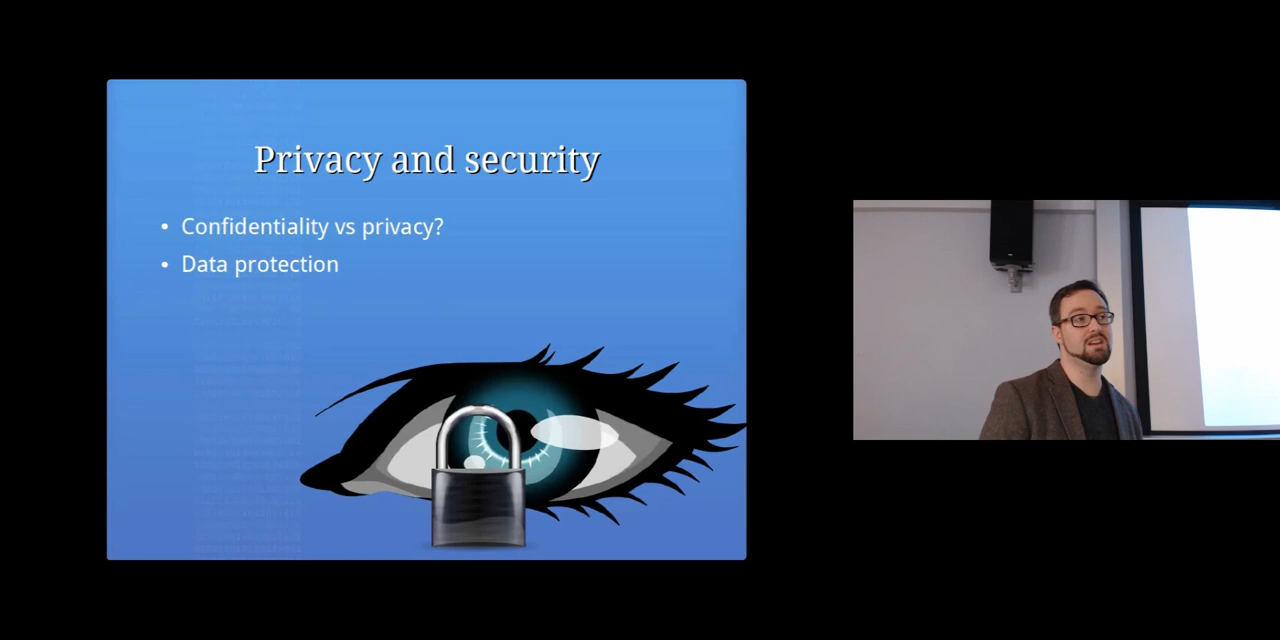 Privacy and security
• Confidentiality vs privacy?
• Data protection